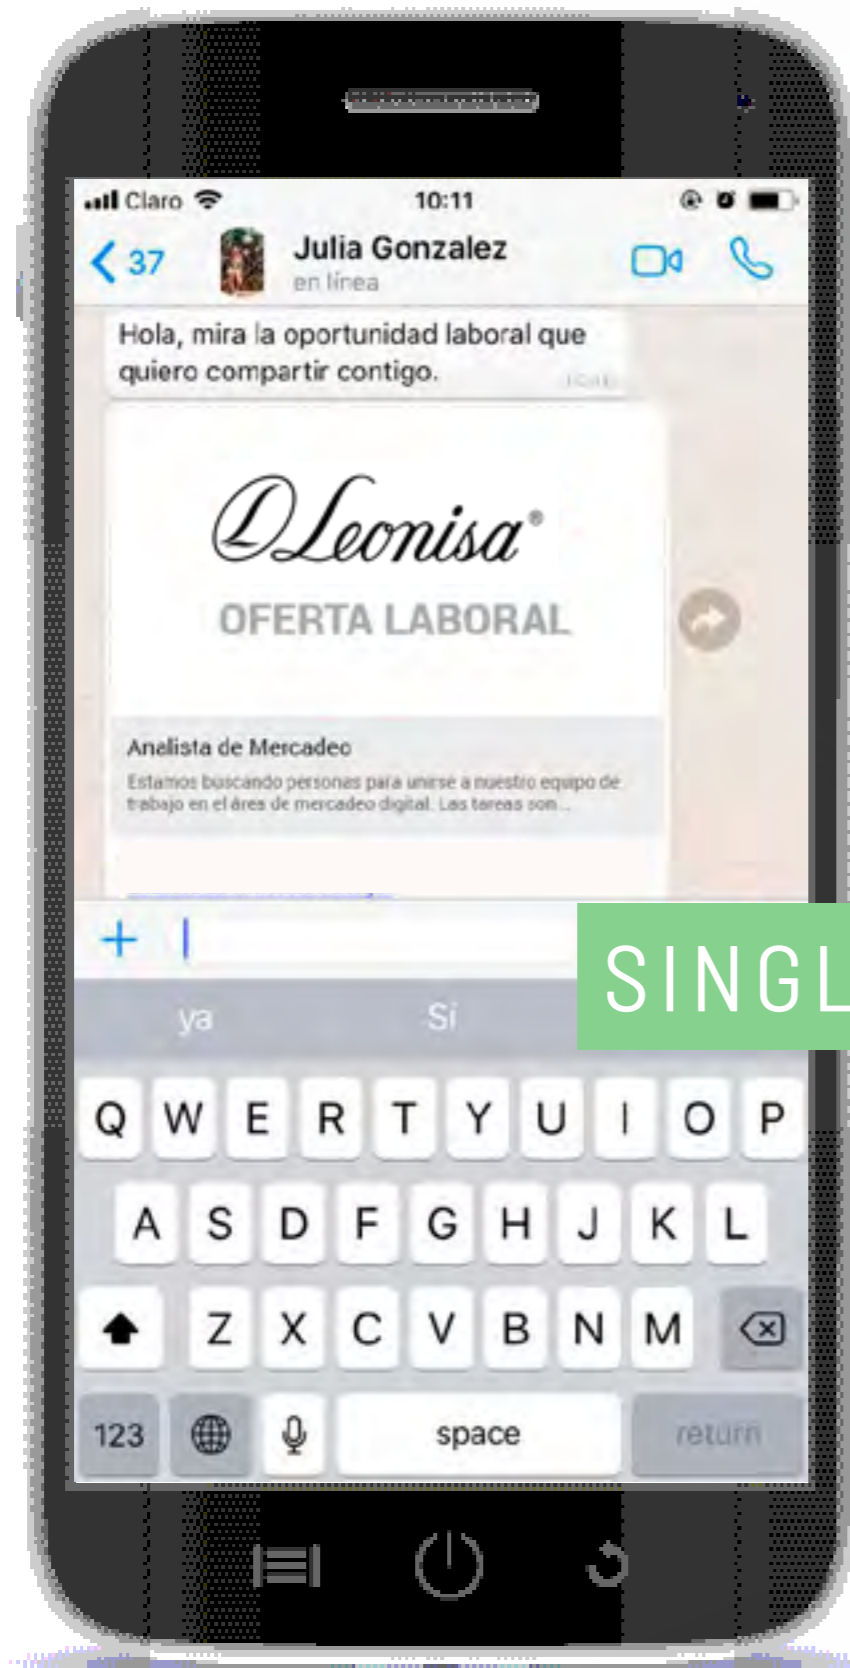 Claro
10:11
37
Julia Gonzalez
en línea
Hola, mira la oportunidad laboral que
quiero compartir contigo.
Leonisa®
OFERTA LABORAL
Analista de Mercadeo
Estamos buscando personas para unirse a nuestro equipo de
trabajo en el área de mercadeo digital. Las tareas son...
SINGL
ya
Sí
Q W E R T Y U I O P
A S D F G H J K L
Z X C V B N M
123
space
return